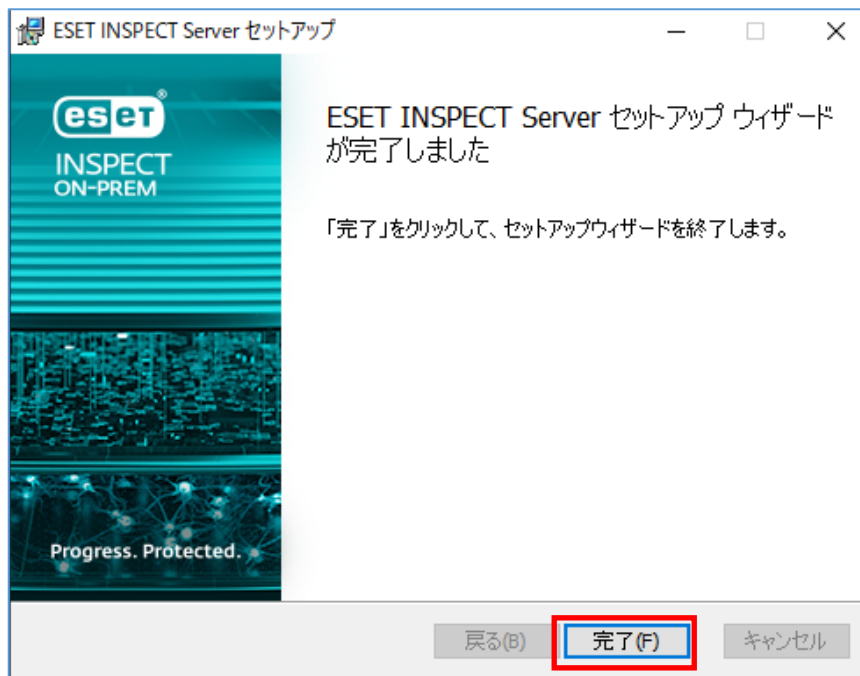 ESET INSPECT Server セットアップ
eset®
INSPECT
ON-PREM
ESET INSPECT Server セットアップ ウィザード
が完了しました
「完了」をクリックして、セットアップウィザードを終了します。
Progress. Protected.
戻る(B)
完了(F)
キャンセル